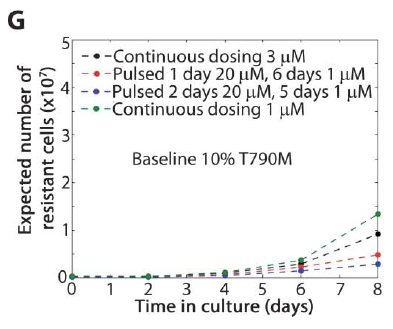 G
Expected number of
resistant cells (x10⁷)
5
4
3
2
1
0
Continuous dosing 3 μM
Pulsed 1 day 20 μM, 6 days 1 μM
Pulsed 2 days 20 μM, 5 days 1 μM
Continuous dosing 1 μM
Baseline 10% T790M
0 1 2 3 4 5 6 7 8
Time in culture (days)